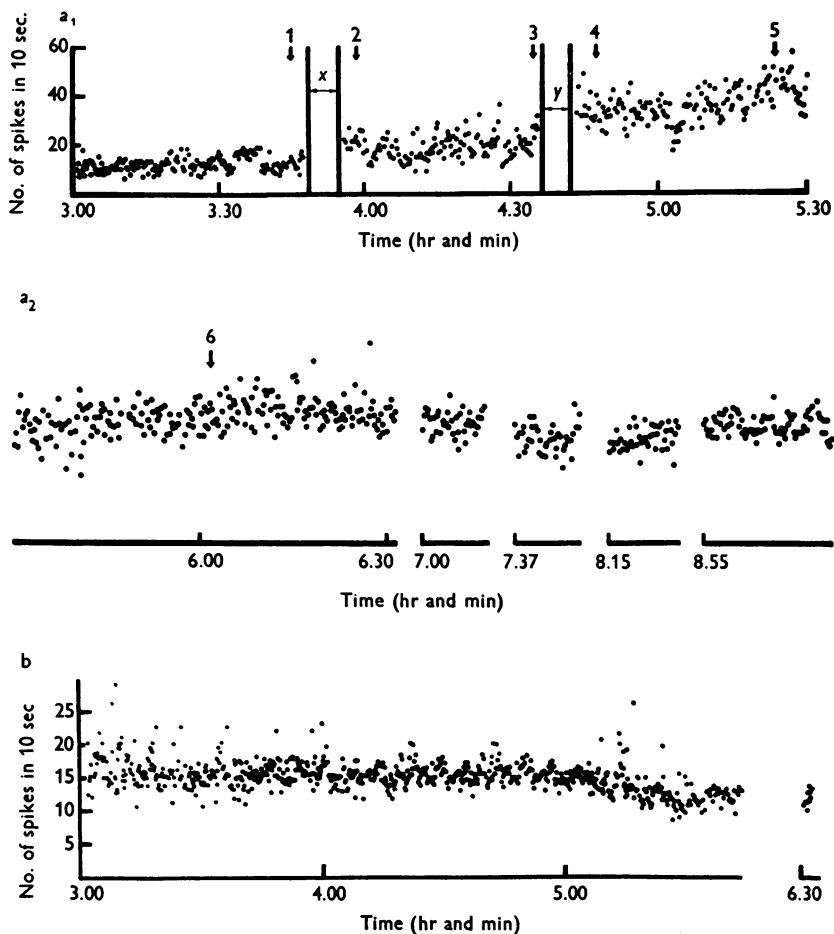 a₁
No. of spikes in 10 sec.
60
40
20
1
2
3
4
5
x
y
3.00 3.30 4.00 4.30 5.00 5.30
Time (hr and min)
a₂
6
6.00 6.30 7.00 7.37 8.15 8.55
Time (hr and min)
b
No. of spikes in 10 sec
25
20
15
10
5
3.00 4.00 5.00 6.30
Time (hr and min)